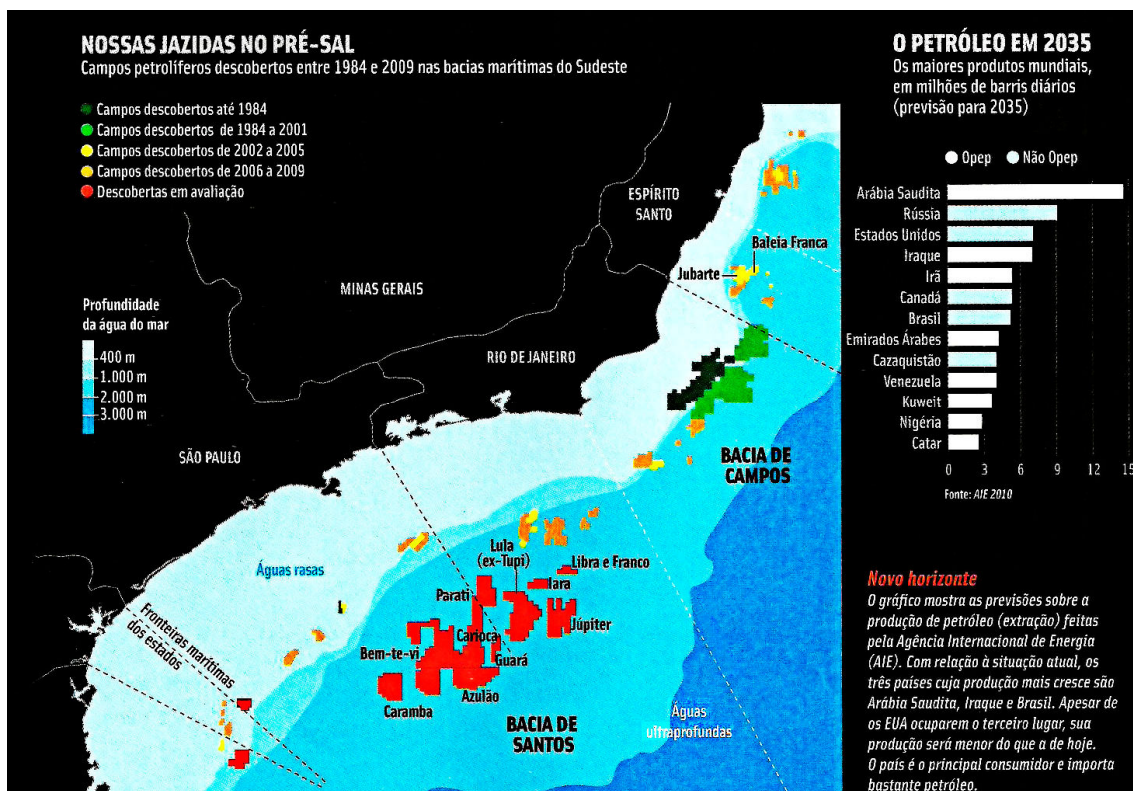 NOSSAS JAZIDAS NO PRÉ-SAL
Campos petrolíferos descobertos entre 1984 e 2009 nas bacias marítimas do Sudeste
Campos descobertos até 1984
Campos descobertos de 1984 a 2001
Campos descobertos de 2002 a 2005
Campos descobertos de 2006 a 2009
Descobertas em avaliação
ESPÍRITO
SANTO
Baleia Franca
Jubarte
MINAS GERAIS
Profundidade
da água do mar
400 m
1.000 m
2.000 m
3.000 m
RIO DE JANEIRO
SÃO PAULO
BACIA DE
CAMPOS
Águas rasas
Lula
(ex-Tupi)
Libra e Franco
Iara
Parati
Júpiter
Carioca
Bem-te-vi
Guará
Azulão
Caramba
Fronteiras marítimas
dos estados
BACIA DE
SANTOS
Águas
ultraprofundas
O PETRÓLEO EM 2035
Os maiores produtos mundiais,
em milhões de barris diários
(previsão para 2035)
Opep Não Opep
Arábia Saudita
Rússia
Estados Unidos
Iraque
Irã
Canadá
Brasil
Emirados Árabes
Cazaquistão
Venezuela
Kuweit
Nigéria
Catar
0 3 6 9 12 15
Fonte: AIE 2010
Novo horizonte
O gráfico mostra as previsões sobre a
produção de petróleo (extração) feitas
pela Agência Internacional de Energia
(AIE). Com relação à situação atual, os
três países cuja produção mais cresce são
Arábia Saudita, Iraque e Brasil. Apesar de
os EUA ocuparem o terceiro lugar, sua
produção será menor do que a de hoje.
O país é o principal consumidor e importa
bastante petróleo.